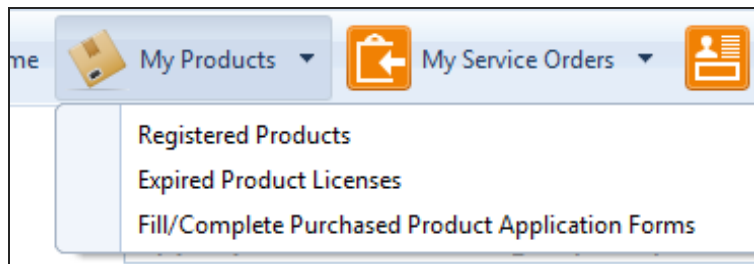 me My Products My Service Orders
Registered Products
Expired Product Licenses
Fill/Complete Purchased Product Application Forms